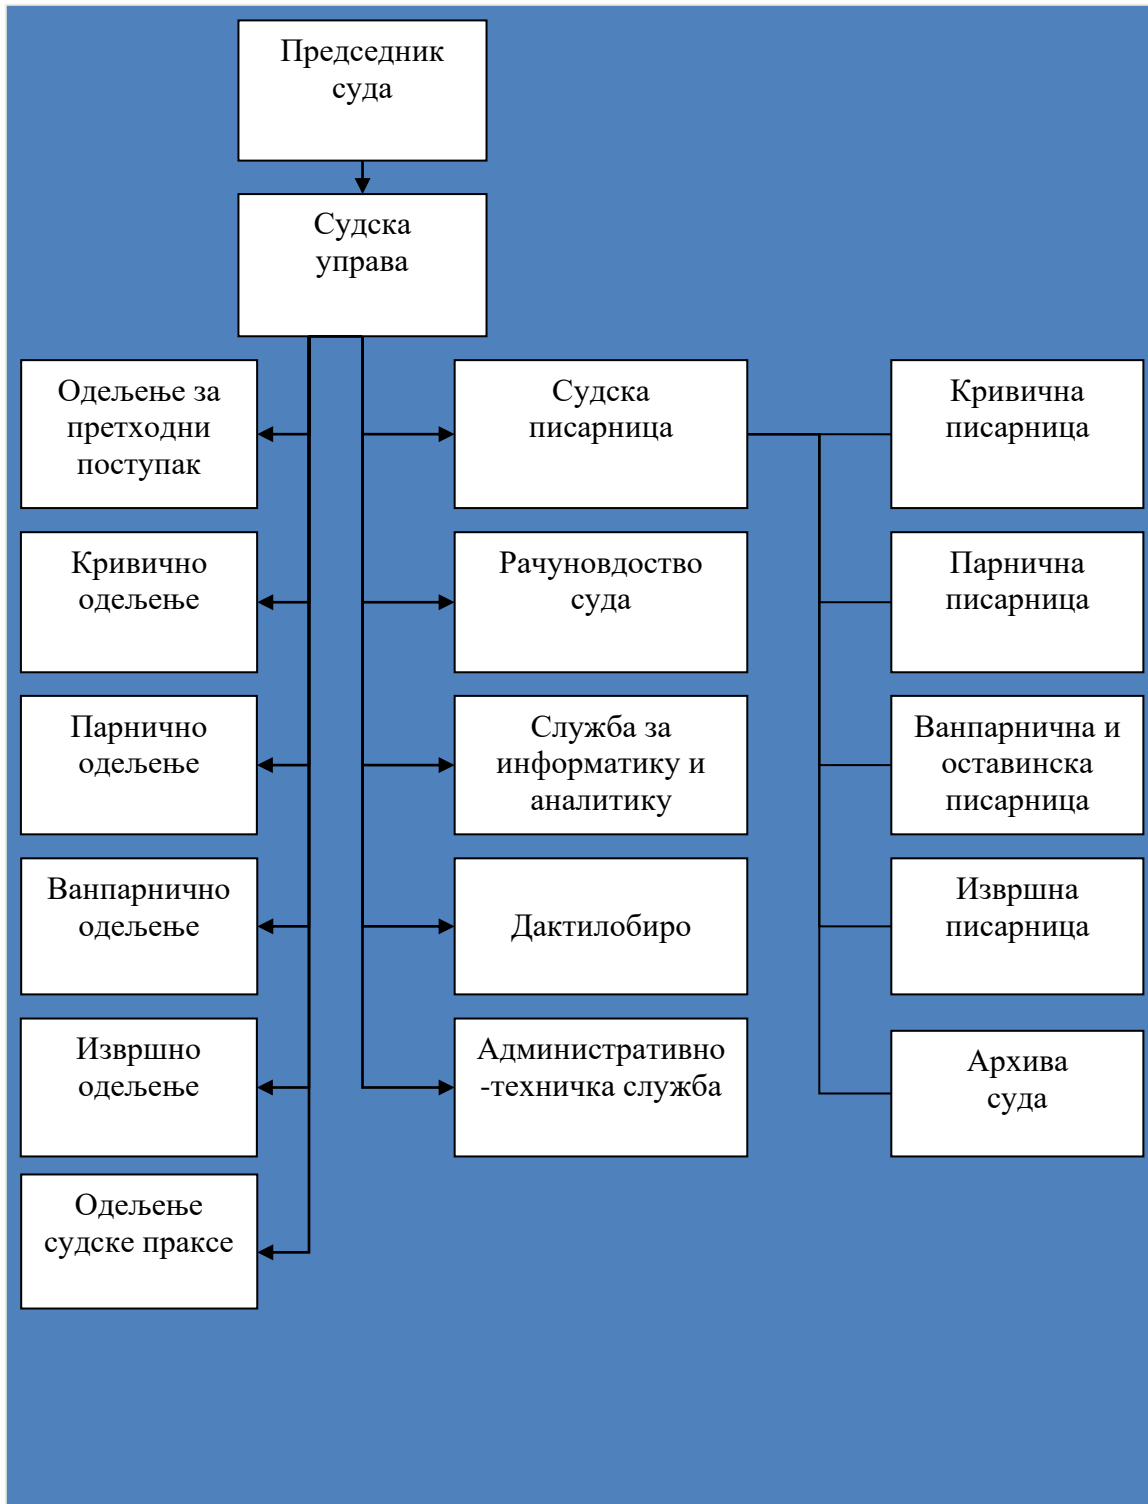 Председник
суда
Судска
управа
Одељење за
претходни
поступак
Судска
писарница
Кривична
писарница
Кривично
одељење
Рачуновдоство
суда
Парнична
писарница
Парнично
одељење
Служба за
информатику и
аналитику
Ванпарнична и
оставинска
писарница
Ванпарнично
одељење
Дактилобиро
Извршна
писарница
Извршно
одељење
Административно
-техничка служба
Архива
суда
Одељење
судске праксе